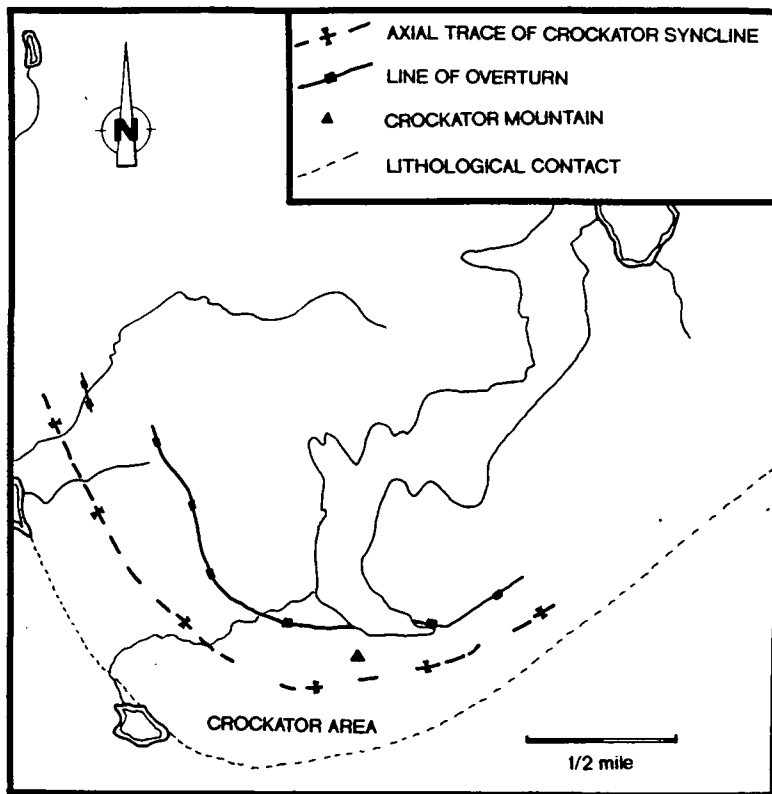 AXIAL TRACE OF CROCKATOR SYNCLINE
LINE OF OVERTURN
CROCKATOR MOUNTAIN
LITHOLOGICAL CONTACT
N
CROCKATOR AREA
1/2 mile